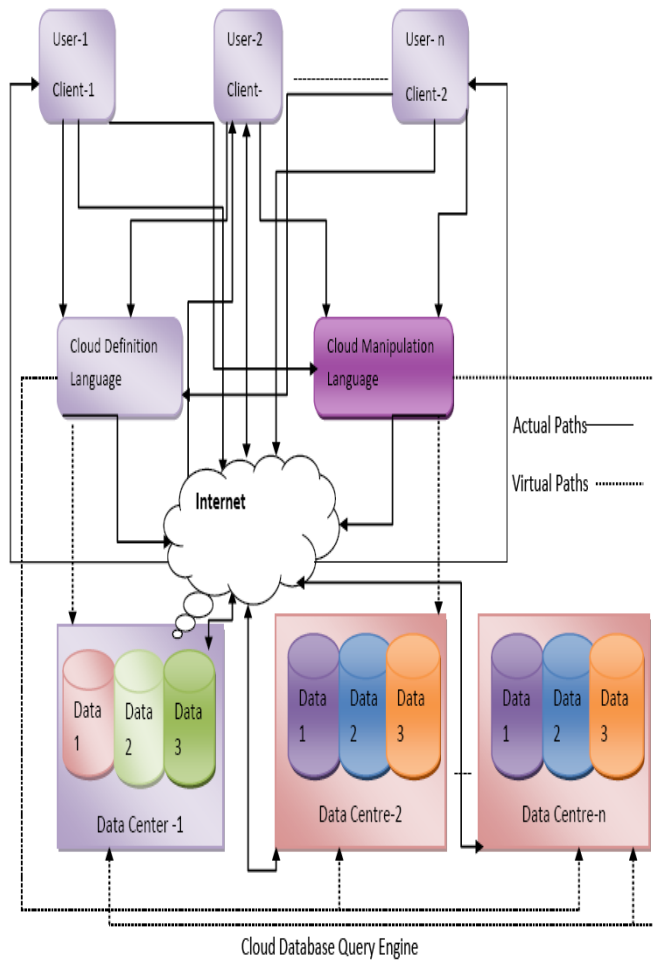 User-1
Client-1
User-2
Client-
User- n
Client-2
Cloud Definition
Language
Cloud Manipulation
Language
Actual Paths
Virtual Paths
Internet
Data
1
Data
2
Data
3
Data Center -1
Data
1
Data
2
Data
3
Data Centre-2
Data
1
Data
2
Data
3
Data Centre-n
Cloud Database Query Engine